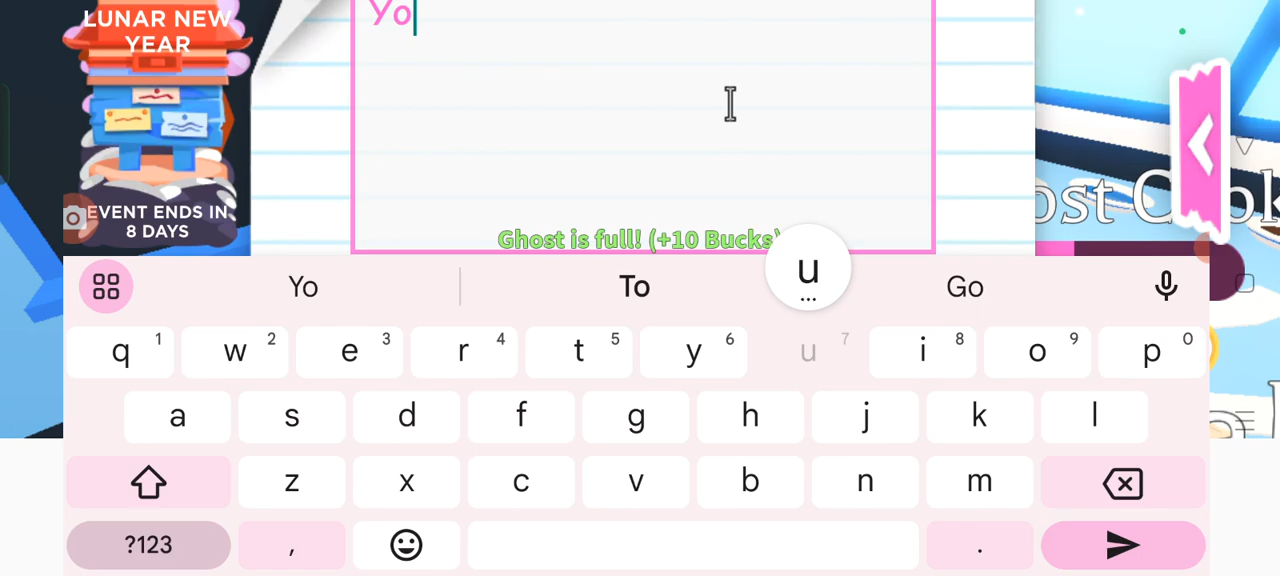 LUNAR NEW
YEAR
Yo
EVENT ENDS IN
8 DAYS
Ghost is full! (+10 Bucks)
u
...
Yo To Go
q 1 w 2 e 3 r 4 t 5 y 6 u 7 i 8 o 9 p 0
a s d f g h j k l
z x c v b n m
?123 , .